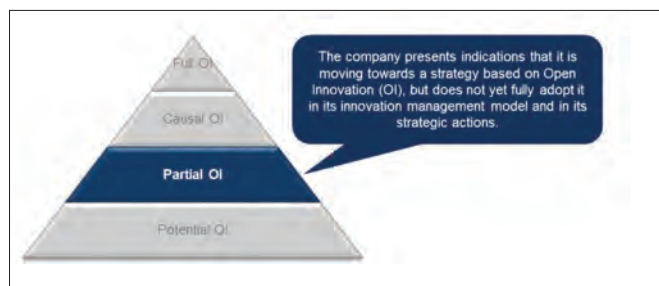 Full OI
Causal OI
Partial OI
Potential OI
The company presents indications that it is
moving towards a strategy based on Open
Innovation (OI), but does not yet fully adopt it
in its innovation management model and in its
strategic actions.